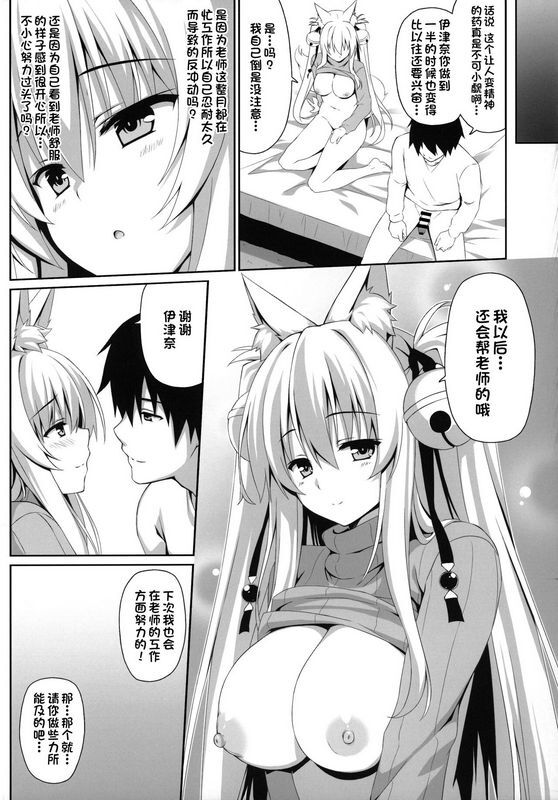 话说，这个让人变精神
的药真是不可小觑啊…
伊津奈你做到
一半的时候也变得
比以往还要兴奋…
是…吗？
我自己倒是没注意…
是因为老师这整月都在
忙互作所以自己忍耐太久
而导致的反冲动吗？
还是因为自己看到老师舒服
的样子感到很开心所以…
不小心努力过头了吗？
我以后…
还会帮老师的哦
谢谢
伊津奈
下次我也会
在老师的互作
方面努力的！
那…那个就…
请你做些力所
能及的吧…